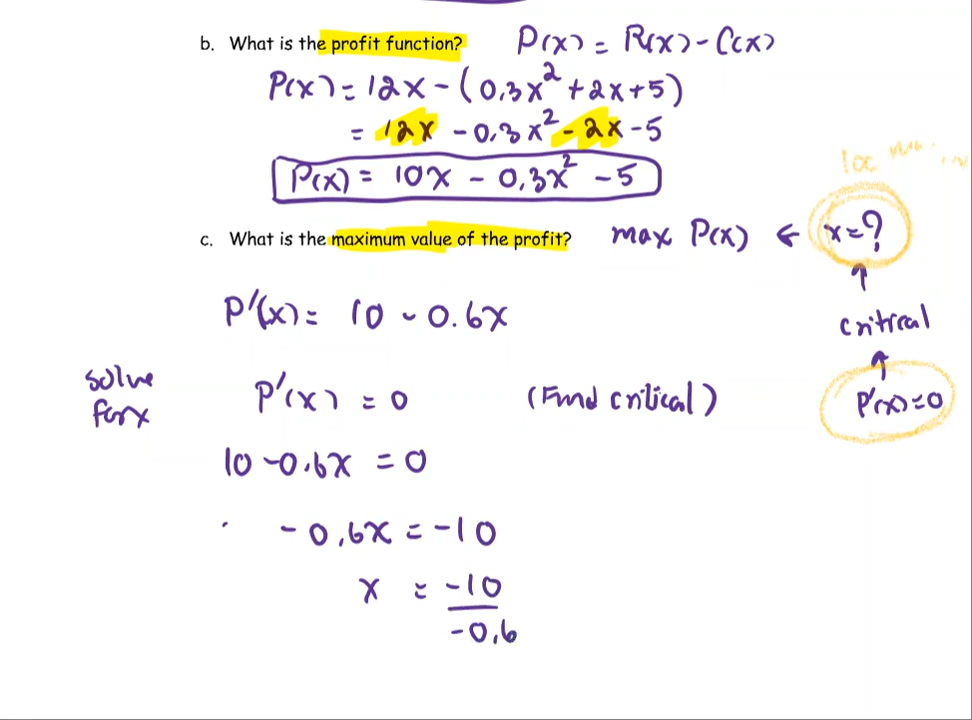 b. What is the profit function? P(x) = R(x) - C(x)
P(x) = 12x - (0.3x² + 2x + 5)
= 12x - 0.3x² - 2x - 5
P(x) = 10x - 0.3x² - 5
loc
c. What is the maximum value of the profit? max P(x) ← x=?
↑
critical
↑
P'(x)=0
P'(x) = 10 - 0.6x
solve for x
P'(x) = 0 (Find critical)
10 - 0.6x = 0
- 0.6x = -10
x = -10
-0.6